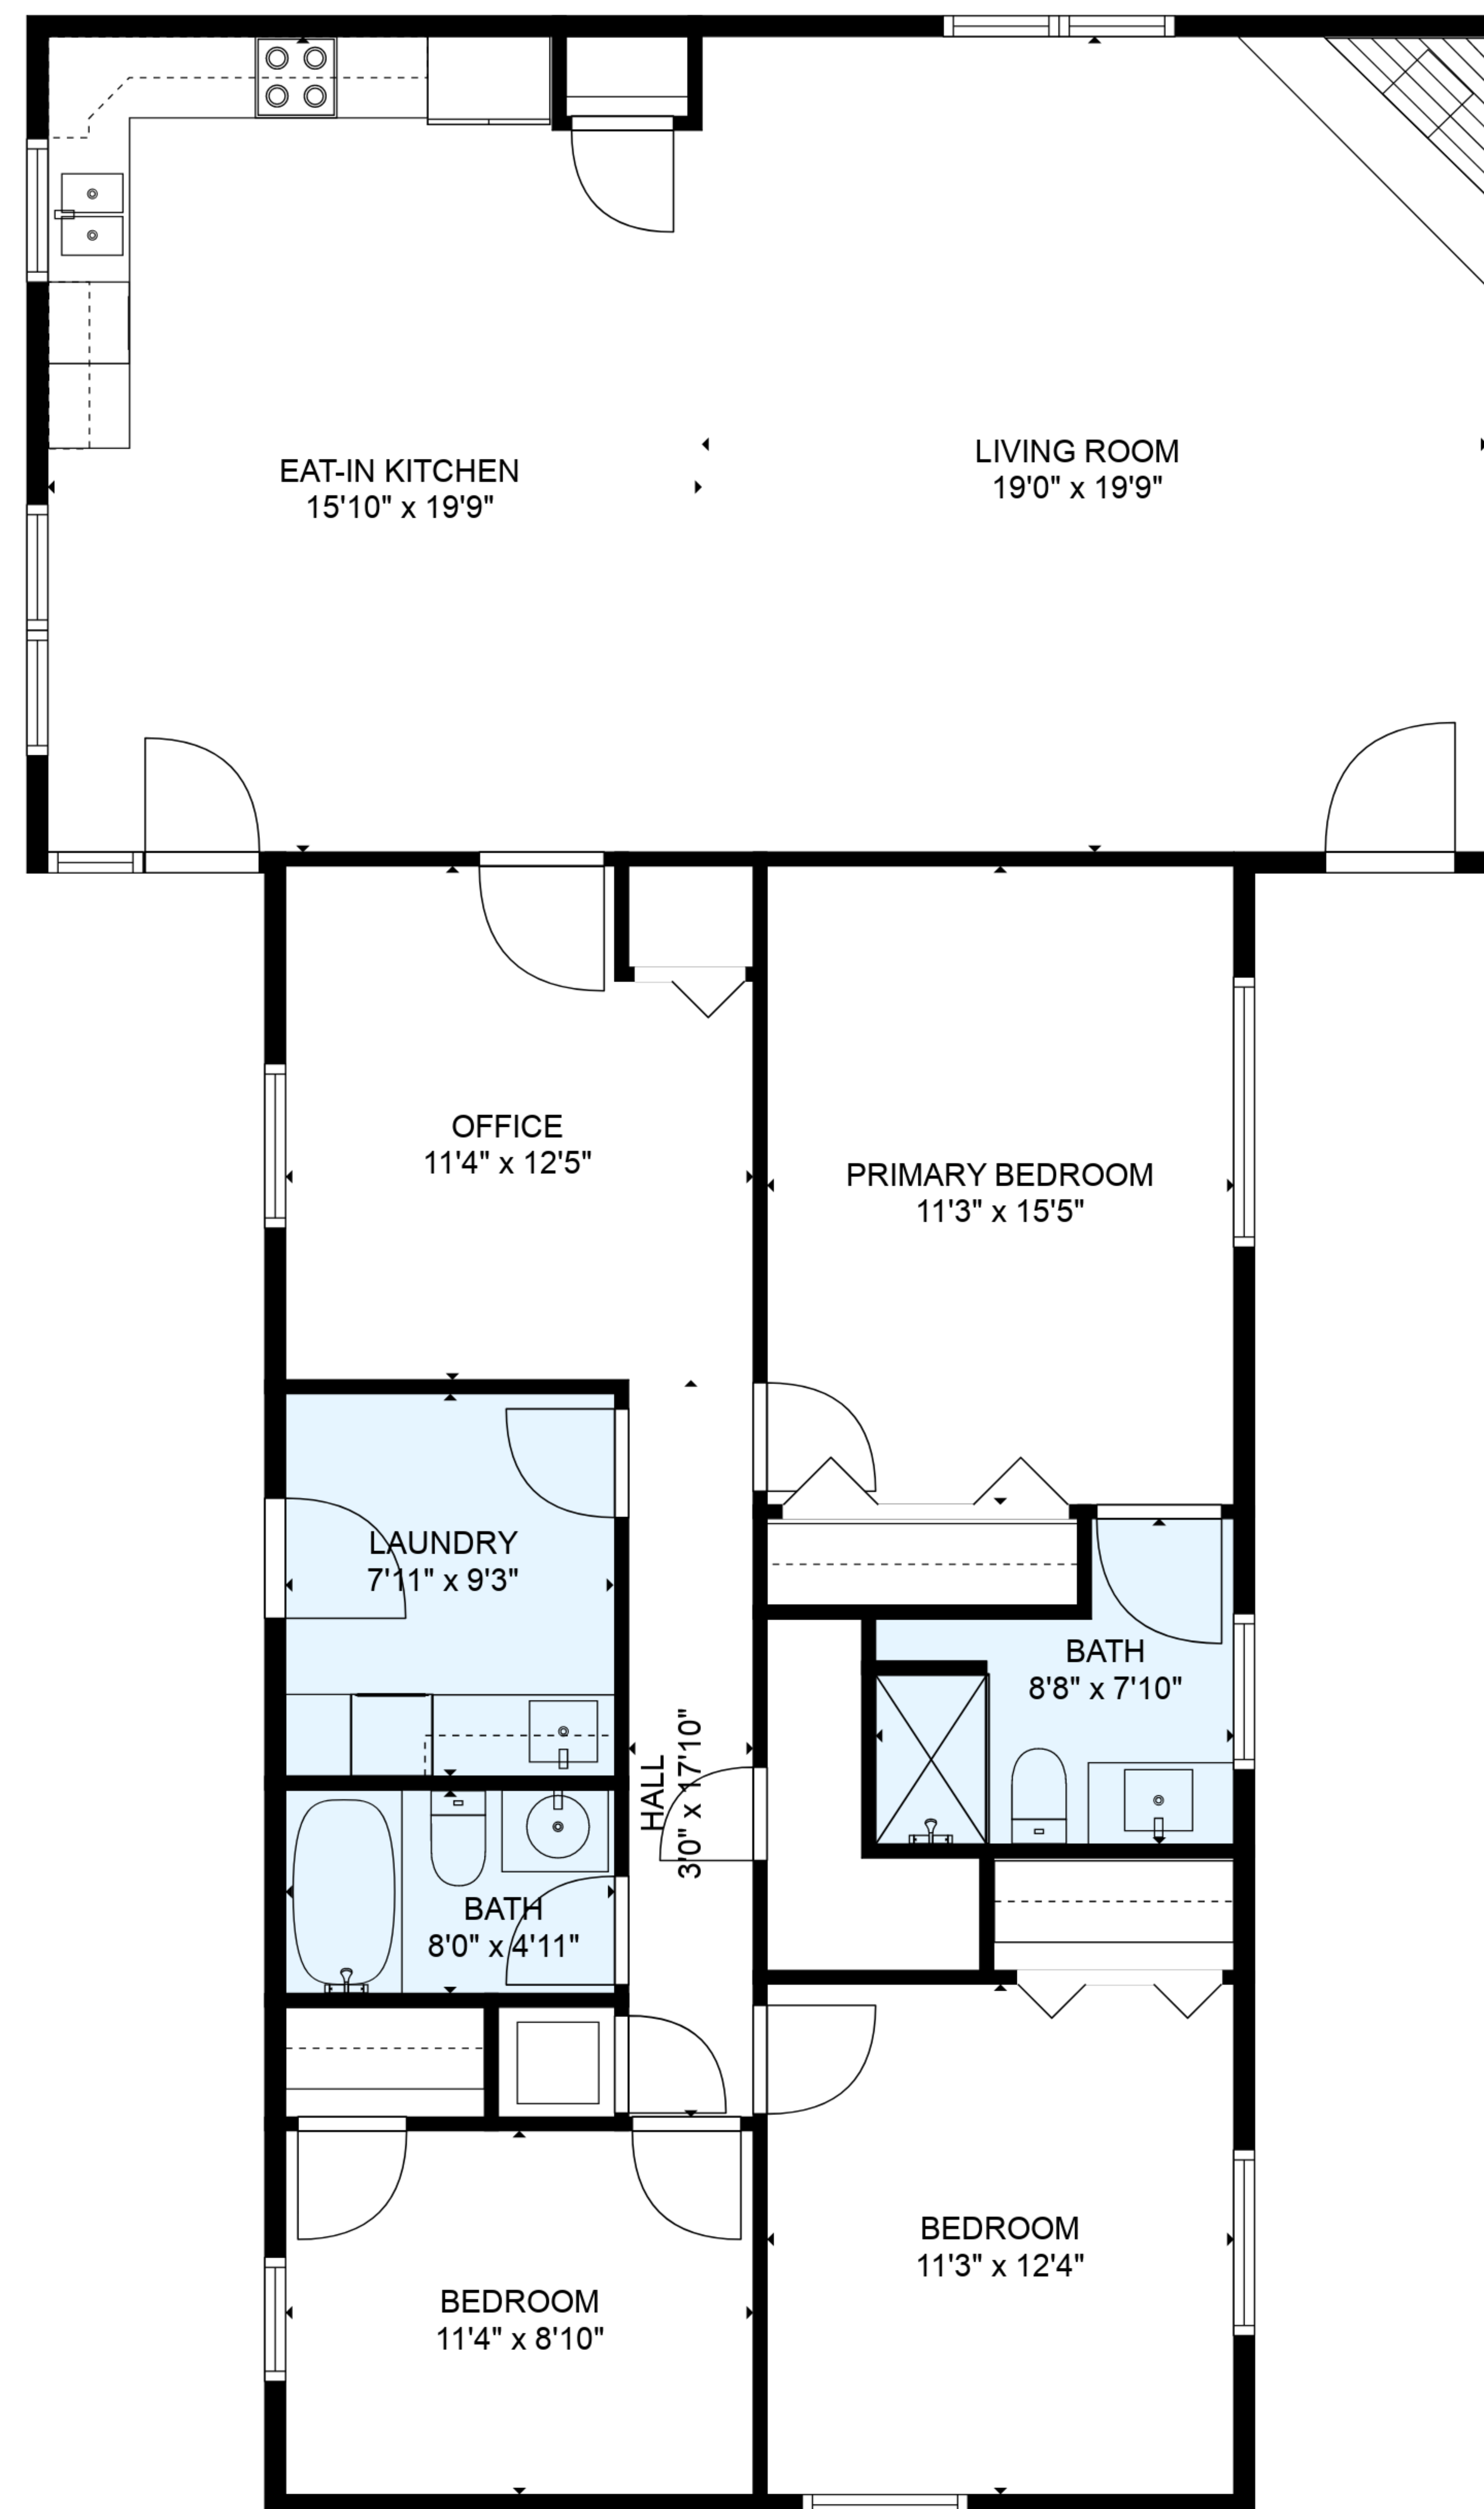 EAT-IN KITCHEN
15'10" x 19'9"
LIVING ROOM
19'0" x 19'9"
OFFICE
11'4" x 12'5"
PRIMARY BEDROOM
11'3" x 15'5"
LAUNDRY
7'11" x 9'3"
BATH
8'8" x 7'10"
HALL
3'0" x 17'10"
BATH
8'0" x 4'11"
BEDROOM
11'3" x 12'4"
BEDROOM
11'4" x 8'10"